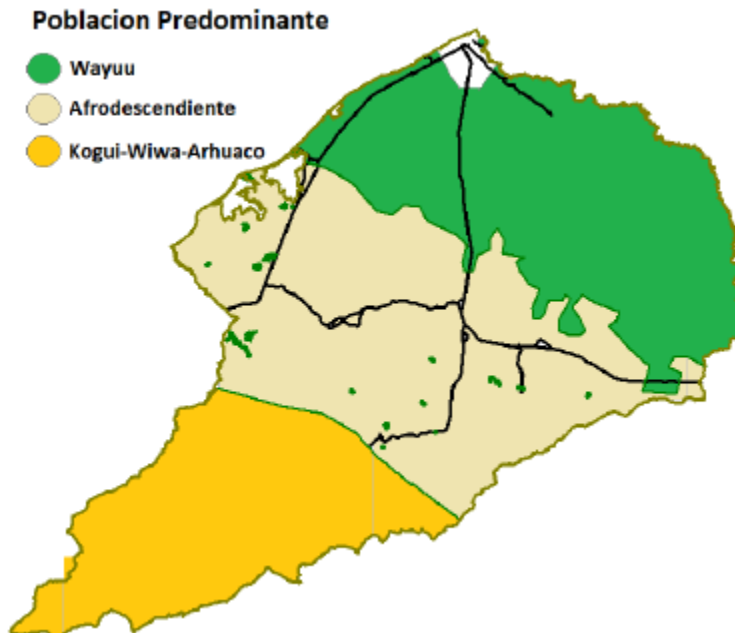 Poblacion Predominante
Wayuu
Afrodescendiente
Kogui-Wiwa-Arhuaco